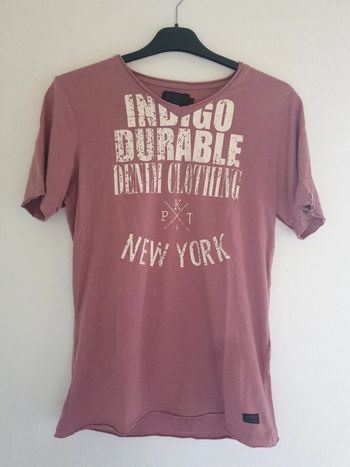 INDIGO
DURABLE
DENIM CLOTHING
K
P T
+
NEW YORK